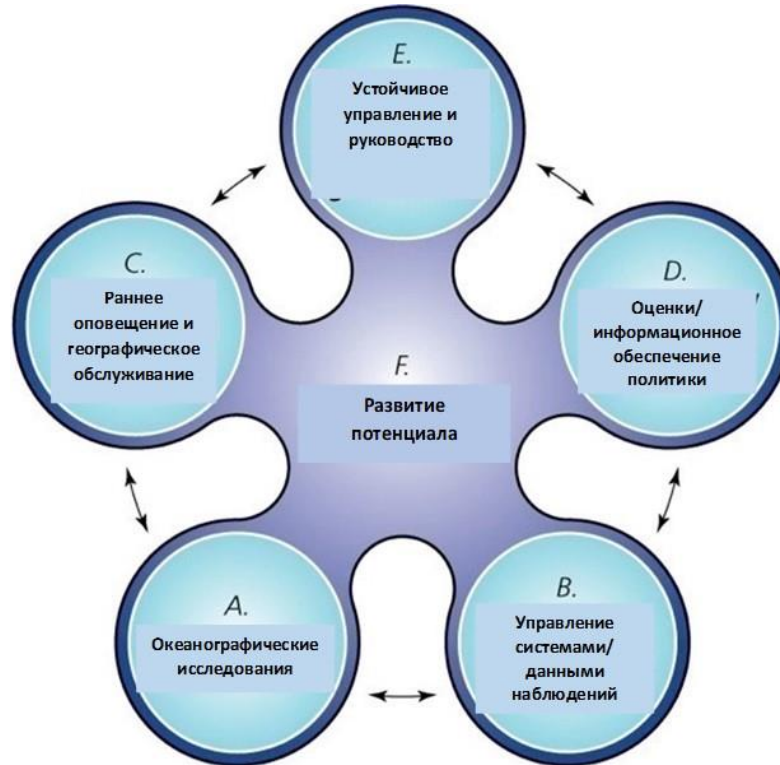 E.
Устойчивое
управление и
руководство
C.
Раннее
оповещение и
географическое
обслуживание
D.
Оценки/
информационное
обеспечение
политики
F.
Развитие
потенциала
A.
Океанографические
исследования
B.
Управление
системами/
данными
наблюдений